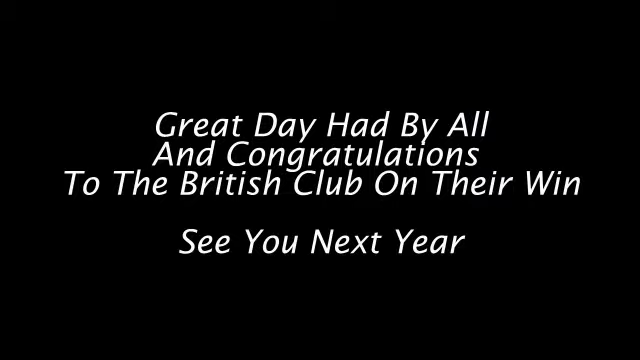 Great Day Had By All
And Congratulations
To The British Club On Their Win
See You Next Year